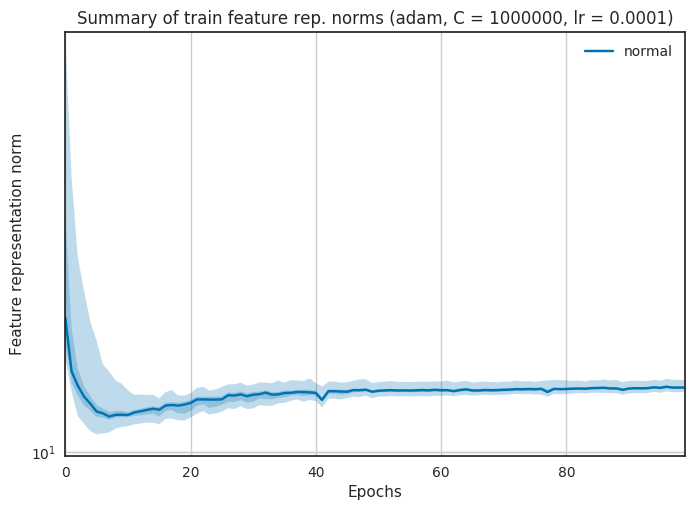 Summary of train feature rep. norms (adam, C = 1000000, lr = 0.0001)
normal
Feature representation norm
10¹
0 20 40 60 80
Epochs